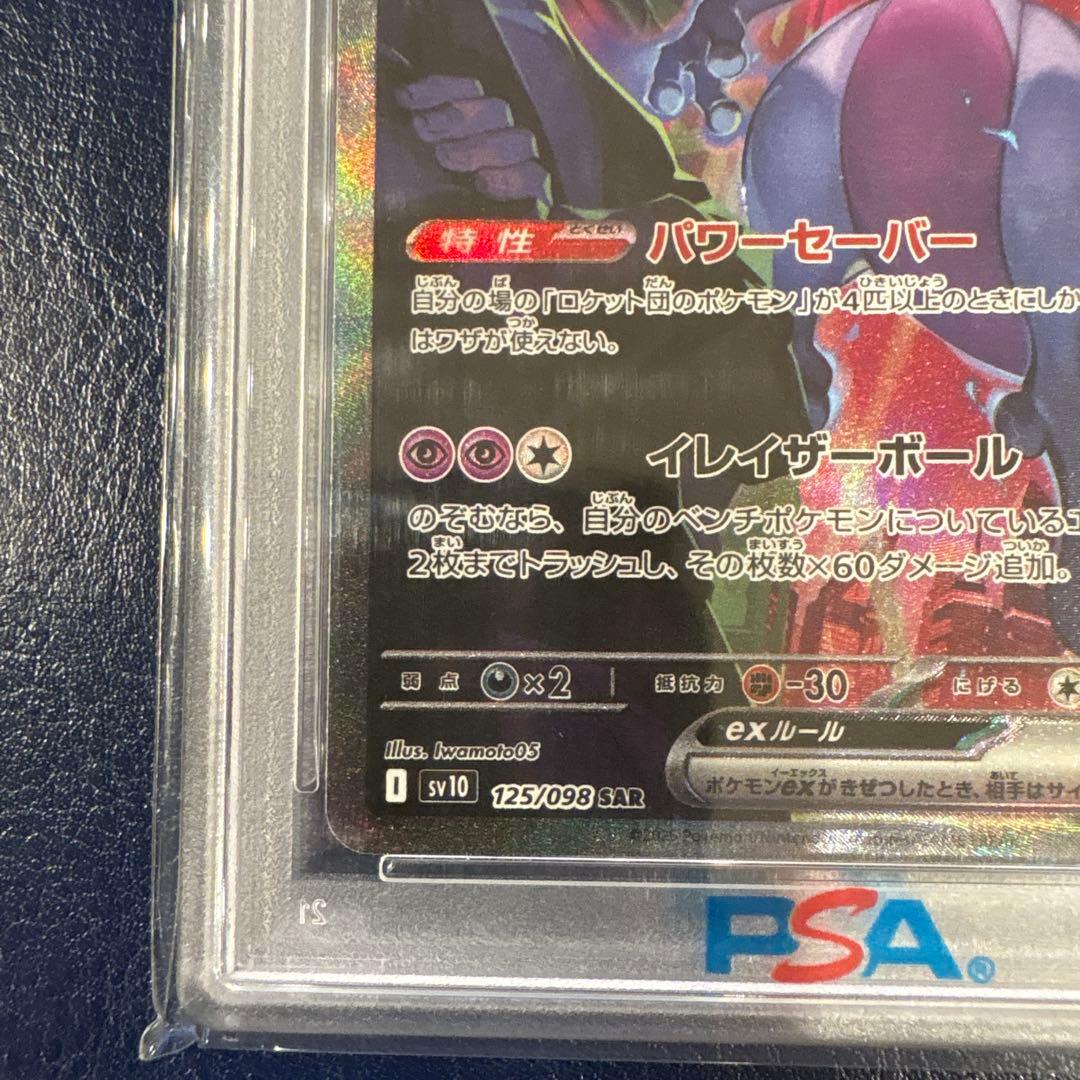 特性 とくせい パワーセーバー
じぶん ば だん ひきいじょう
自分の場の「ロケット団のポケモン」が4匹以上のときにしか
つか
はワザが使えない。
イレイザーボール
じぶん
のぞむなら、自分のベンチポケモンについているエ
まい まいすう ついか
2枚までトラッシュし、その枚数×60ダメージ追加。
弱点 ×2 抵抗力 -30 にげる
exルール
Illus. Iwamoto05
イーエックス あいて
ポケモンexがきぜつしたとき、相手はサイ
I sv10 125/098 SAR
©2025 Pokémon/Nintendo
21
PSA®